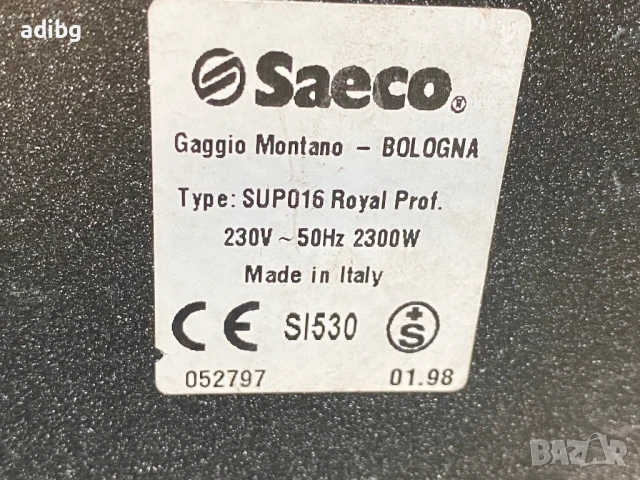 adibg
Saeco®
Gaggio Montano - BOLOGNA
Type: SUP016 Royal Prof.
230V ~ 50Hz 2300W
Made in Italy
CE SI530 +S
052797 01.98
BAZAR